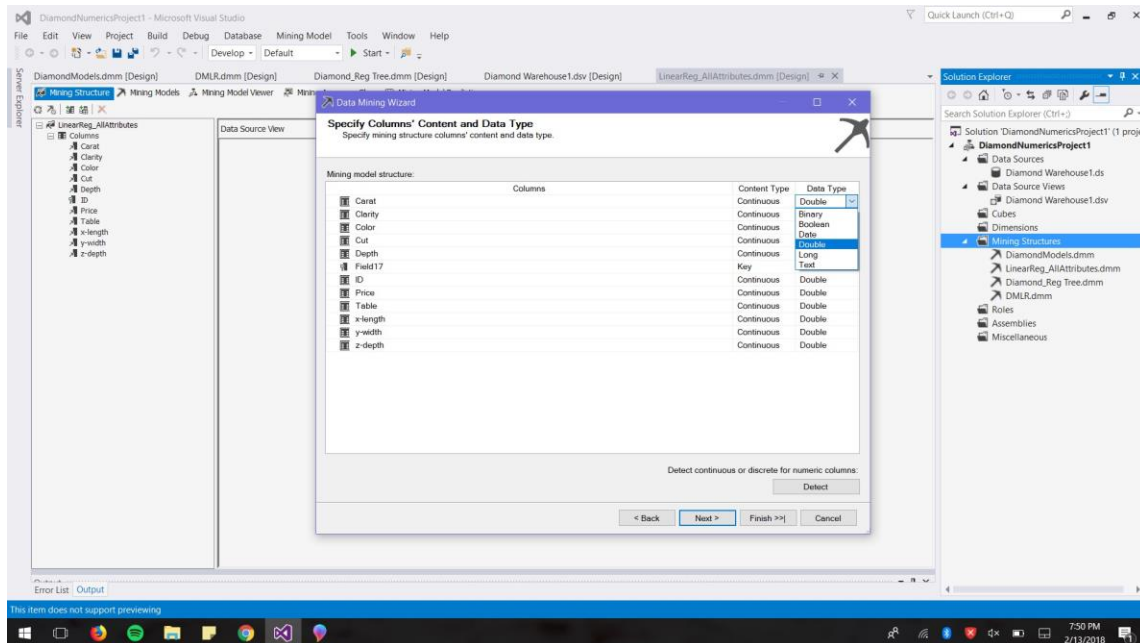 DiamondNumericsProject1 - Microsoft Visual Studio
Quick Launch (Ctrl+Q)
File Edit View Project Build Debug Database Mining Model Tools Window Help
Develop - Default - Start -
Server Explorer
DiamondModels.dmm [Design] DMLR.dmm [Design] Diamond_Reg Tree.dmm [Design] Diamond Warehouse1.dsv [Design] LinearReg_AllAttributes.dmm [Design]
Mining Structure Mining Models Mining Model Viewer
LinearReg_AllAttributes
Columns
Carat
Clarity
Color
Cut
Depth
ID
Price
Table
x-length
y-width
z-depth
Data Source View
Data Mining Wizard
Specify Columns' Content and Data Type
Specify mining structure columns' content and data type.
Mining model structure:
Columns Content Type Data Type
Carat Continuous Double
Clarity Continuous
Color Continuous
Cut Continuous
Depth Continuous
Field17 Key
ID Continuous Double
Price Continuous Double
Table Continuous Double
x-length Continuous Double
y-width Continuous Double
z-depth Continuous Double
Binary
Boolean
Date
Double
Long
Text
Detect continuous or discrete for numeric columns:
Detect
< Back Next > Finish >>| Cancel
Solution Explorer
Search Solution Explorer (Ctrl+;)
Solution 'DiamondNumericsProject1' (1 proj
DiamondNumericsProject1
Data Sources
Diamond Warehouse1.ds
Data Source Views
Diamond Warehouse1.dsv
Cubes
Dimensions
Mining Structures
DiamondModels.dmm
LinearReg_AllAttributes.dmm
Diamond_Reg Tree.dmm
DMLR.dmm
Roles
Assemblies
Miscellaneous
Error List Output
This item does not support previewing
7:50 PM
2/13/2018